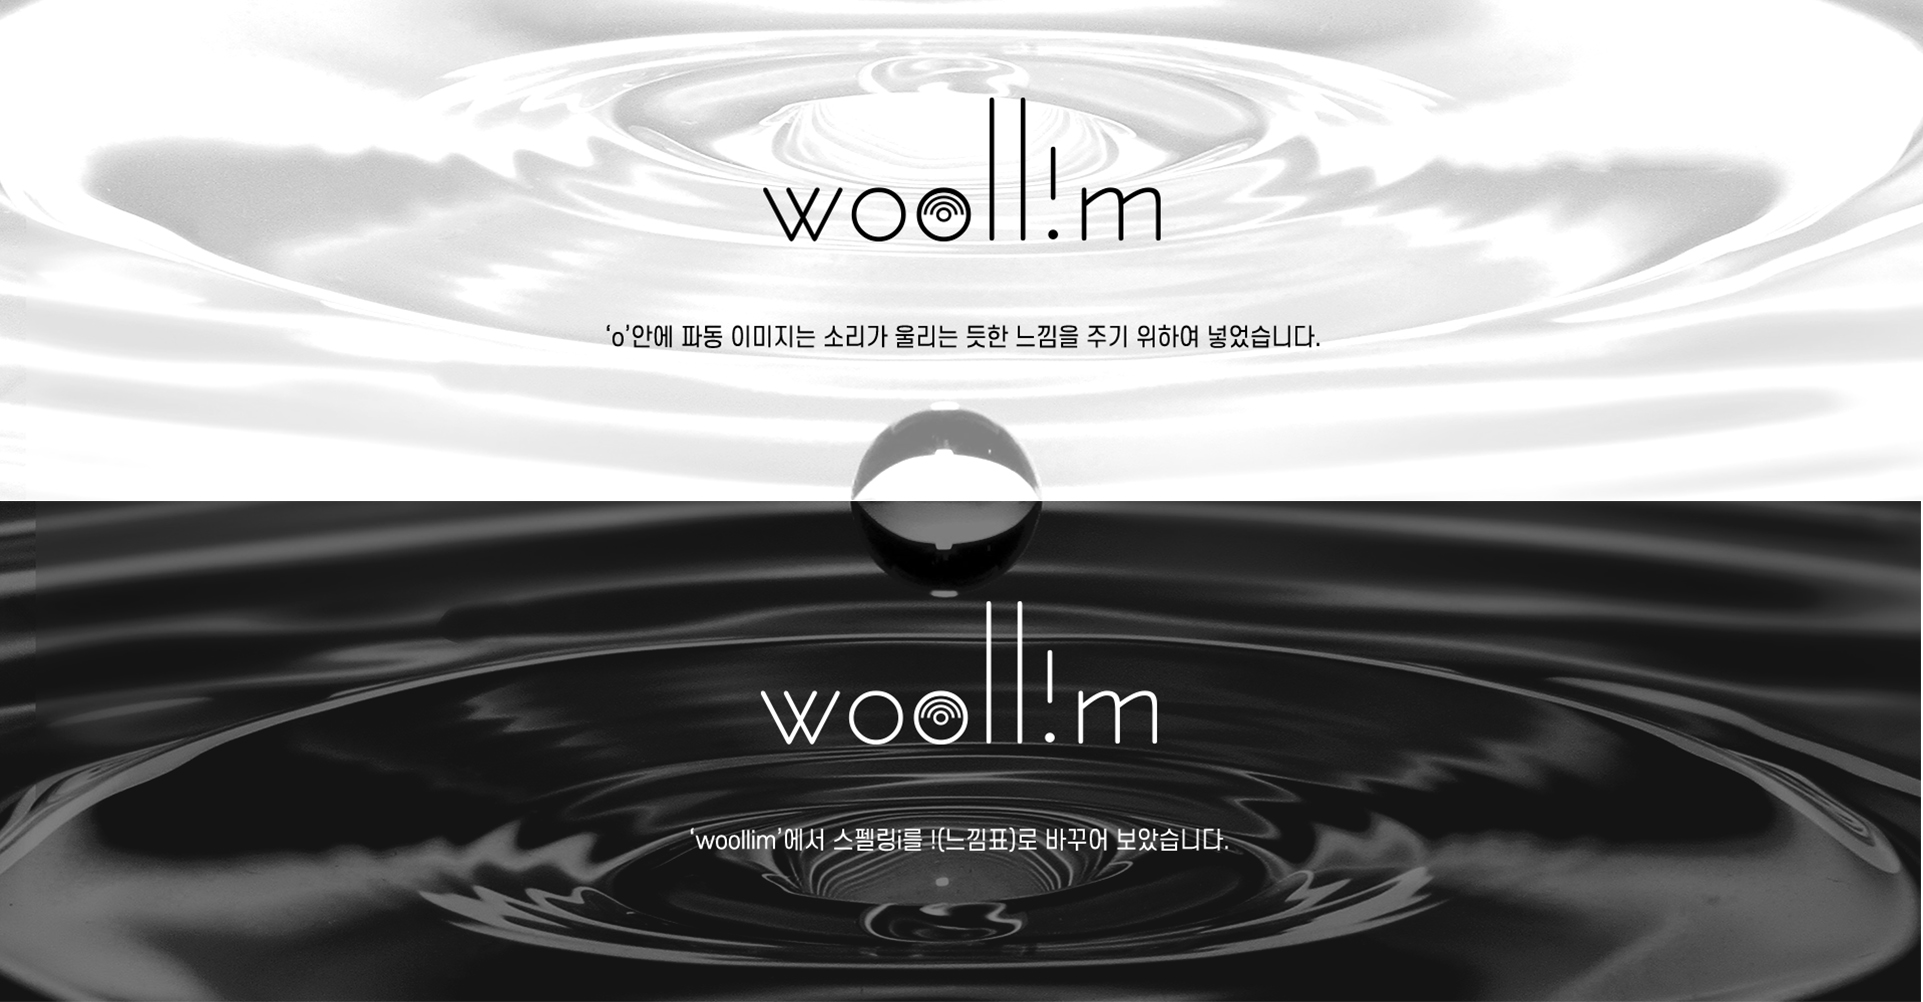 wooll!m
‘o’안에 파동 이미지는 소리가 울리는 듯한 느낌을 주기 위하여 넣었습니다.
wooll!m
‘woollim’에서 스펠링i를 !(느낌표)로 바꾸어 보았습니다.